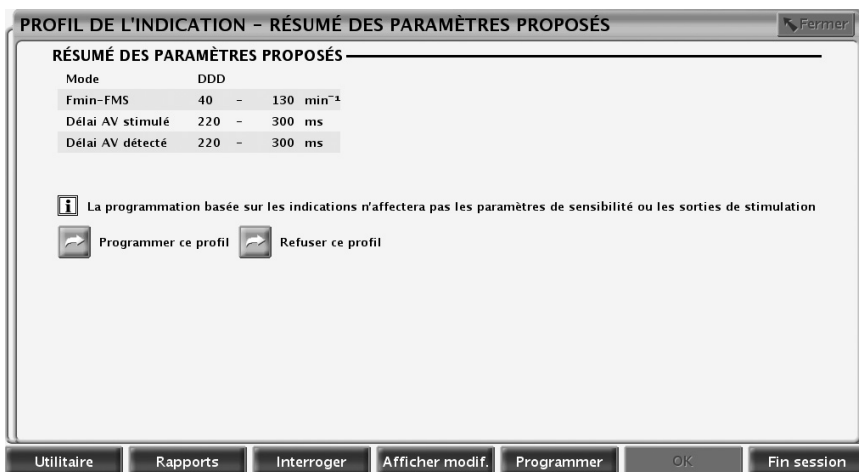 PROFIL DE L'INDICATION - RÉSUMÉ DES PARAMÈTRES PROPOSÉS Fermer
RÉSUMÉ DES PARAMÈTRES PROPOSÉS
Mode DDD
Fmin-FMS 40 - 130 min⁻¹
Délai AV stimulé 220 - 300 ms
Délai AV détecté 220 - 300 ms
i La programmation basée sur les indications n'affectera pas les paramètres de sensibilité ou les sorties de stimulation
Programmer ce profil Refuser ce profil
Utilitaire Rapports Interroger Afficher modif. Programmer OK Fin session